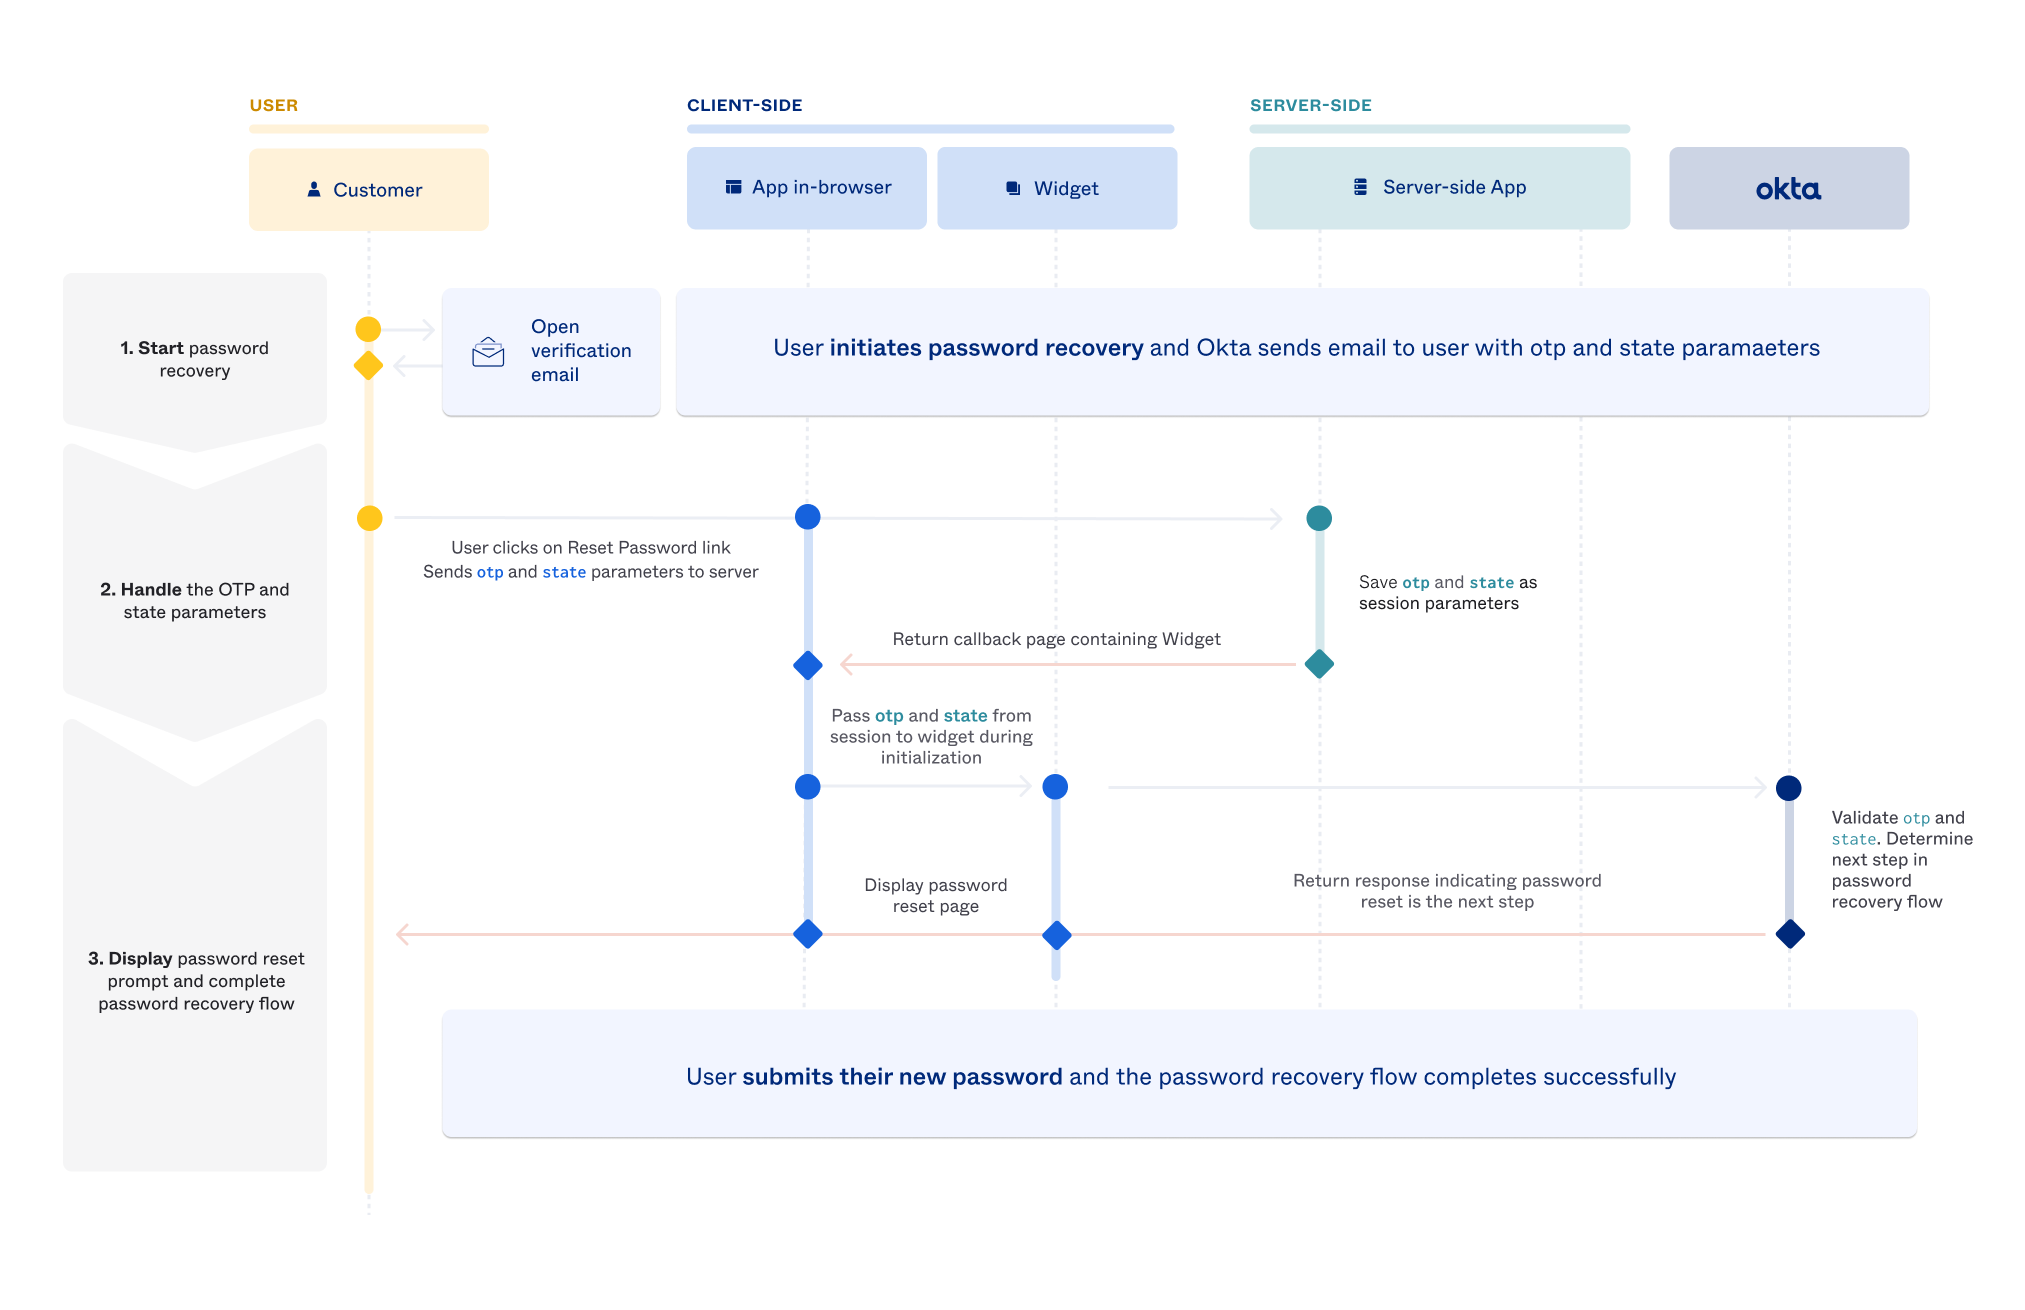 USER
CLIENT-SIDE
SERVER-SIDE
Customer
App in-browser
Widget
Server-side App
okta
1. Start password
recovery
Open
verification
email
User initiates password recovery and Okta sends email to user with otp and state paramaeters
2. Handle the OTP and
state parameters
User clicks on Reset Password link
Sends otp and state parameters to server
Save otp and state as
session parameters
Return callback page containing Widget
Pass otp and state from
session to widget during
initialization
Validate otp and
state. Determine
next step in
password
recovery flow
Display password
reset page
Return response indicating password
reset is the next step
3. Display password reset
prompt and complete
password recovery flow
User submits their new password and the password recovery flow completes successfully